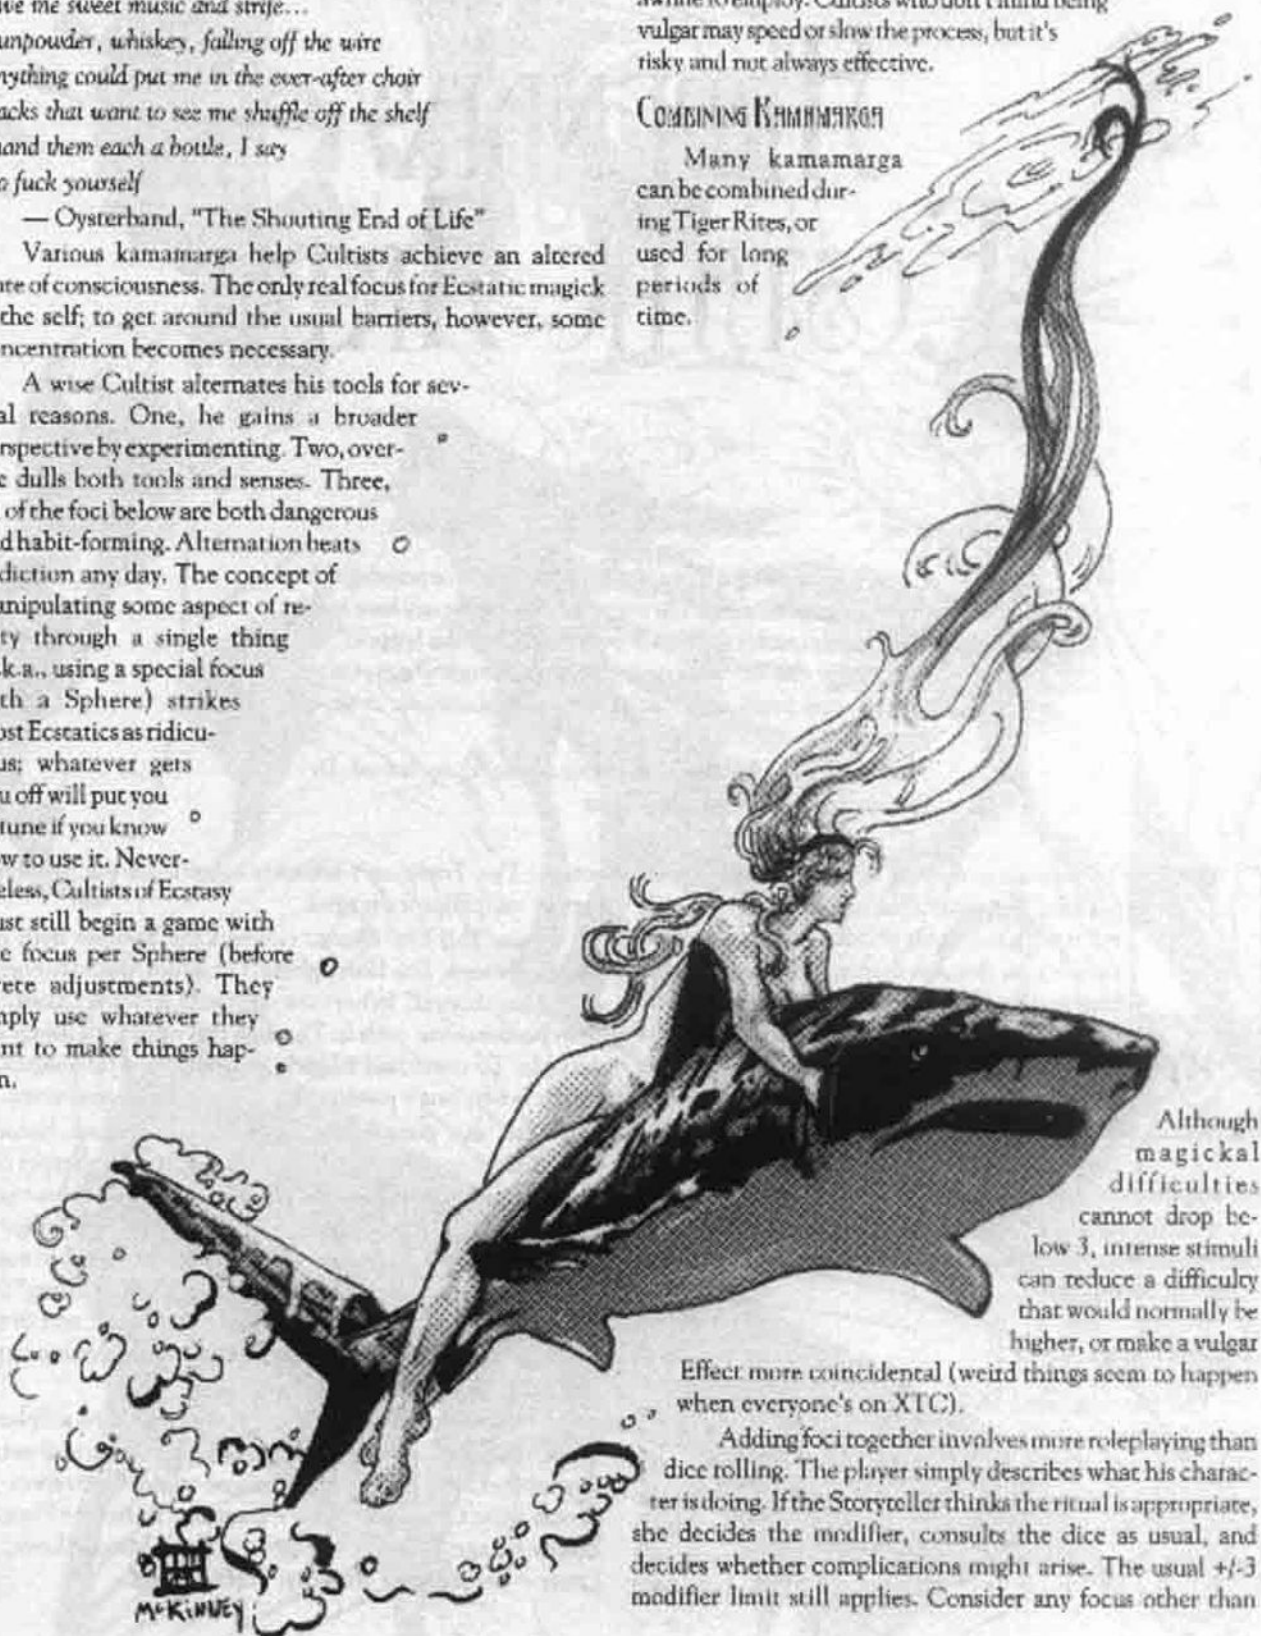 ve me sweet music and strife...
unpowder, whiskey, falling off the wire
nything could put me in the ever-after choir
acks that want to see me shuffle off the shelf
and them each a bottle, I say
o fuck yourself
— Oysterband, "The Shouting End of Life"
Various kamamarga help Cultists achieve an altered
ate of consciousness. The only real focus for Ecstatic magick
the self; to get around the usual barriers, however, some
ncentration becomes necessary.
A wise Cultist alternates his tools for sev-
al reasons. One, he gains a broader
rspective by experimenting. Two, over-
e dulls both tools and senses. Three,
of the foci below are both dangerous
d habit-forming. Alternation beats
diction any day. The concept of
anipulating some aspect of re-
ty through a single thing
.k.a., using a special focus
th a Sphere) strikes
ost Ecstatics as ridicu-
us; whatever gets
u off will put you
tune if you know
w to use it. Never-
eless, Cultists of Ecstasy
ust still begin a game with
e focus per Sphere (before
ete adjustments). They
mply use whatever they
nt to make things hap-
n.
awhile to employ. Cultists who don't mind being
vulgar may speed or slow the process, but it's
risky and not always effective.
Combining Kamamarga
Many kamamarga
can be combined dur-
ing Tiger Rites, or
used for long
periods of
time.
Although
magickal
difficulties
cannot drop be-
low 3, intense stimuli
can reduce a difficulty
that would normally be
higher, or make a vulgar
Effect more coincidental (weird things seem to happen
when everyone's on XTC).
Adding foci together involves more roleplaying than
dice rolling. The player simply describes what his charac-
ter is doing. If the Storyteller thinks the ritual is appropriate,
she decides the modifier, consults the dice as usual, and
decides whether complications might arise. The usual +/-3
modifier limit still applies. Consider any focus other than
McKINNEY